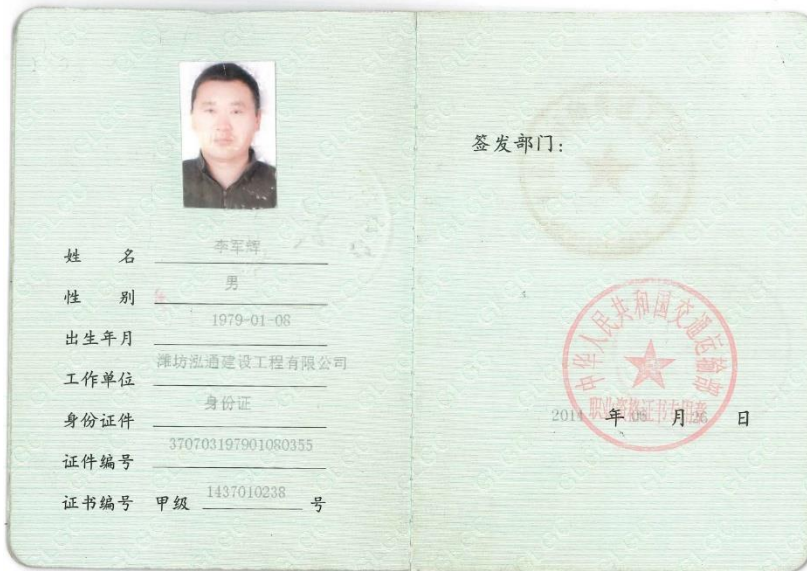 姓 名 李军辉
性 别 男
出生年月 1979-01-08
工作单位 潍坊泓通建设工程有限公司
身份证件 身份证
证件编号 370703197901080355
证书编号 甲级 1437010238 号
签发部门:
中华人民共和国交通运输部
职业资格证书专用章
2014 年 月 26 日